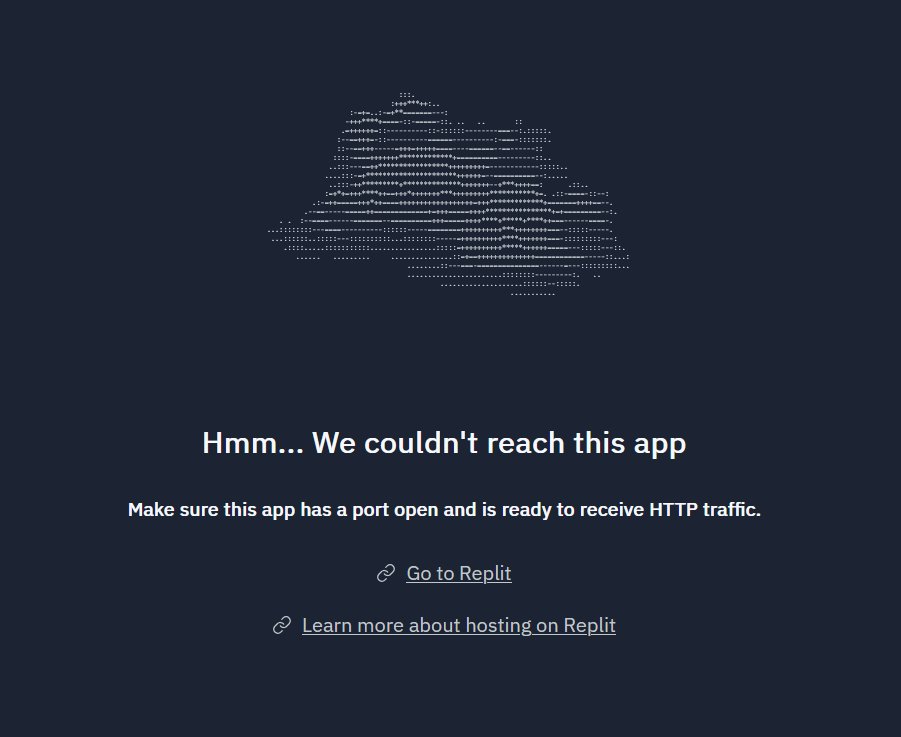 Hmm... We couldn't reach this app
Make sure this app has a port open and is ready to receive HTTP traffic.
Go to Replit
Learn more about hosting on Replit